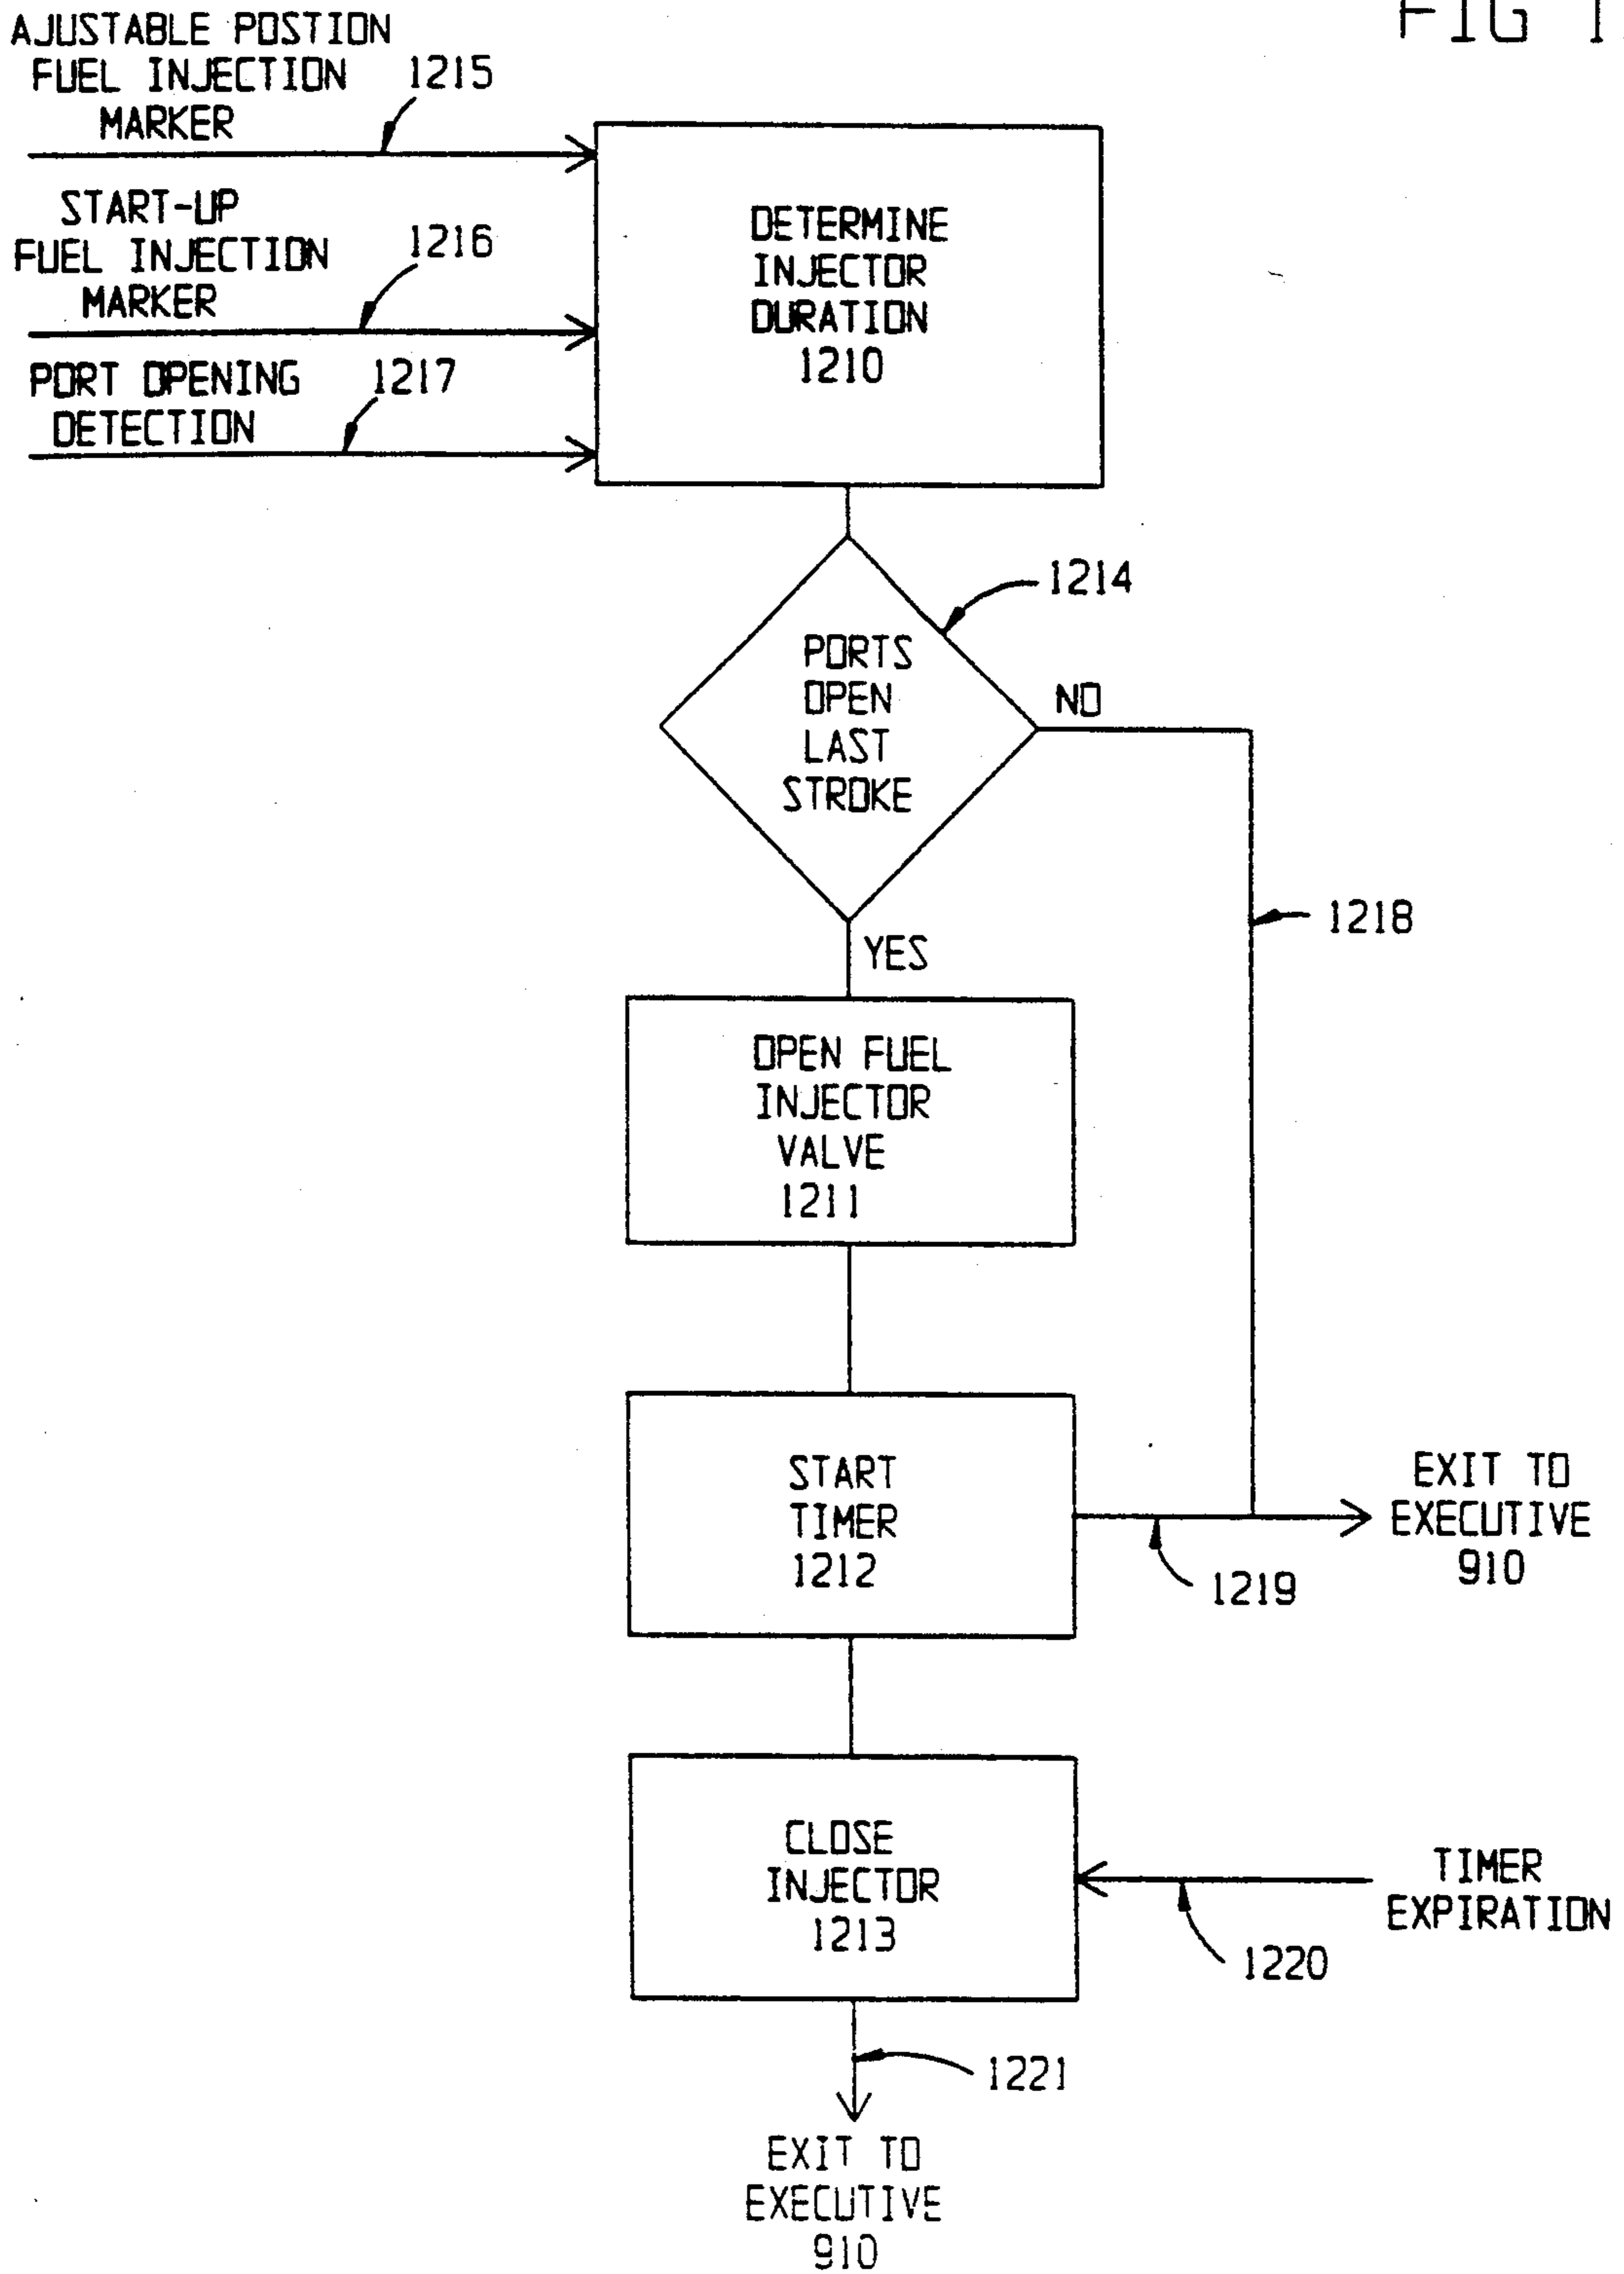 FIG 1
AJUSTABLE POSTION
FUEL INJECTION
MARKER
1215
START-UP
FUEL INJECTION
MARKER
1216
PORT OPENING
DETECTION
1217
DETERMINE
INJECTOR
DURATION
1210
1214
PORTS
OPEN
LAST
STROKE
NO
1218
YES
OPEN FUEL
INJECTOR
VALVE
1211
START
TIMER
1212
1219
EXIT TO
EXECUTIVE
910
CLOSE
INJECTOR
1213
TIMER
EXPIRATION
1220
1221
EXIT TO
EXECUTIVE
910